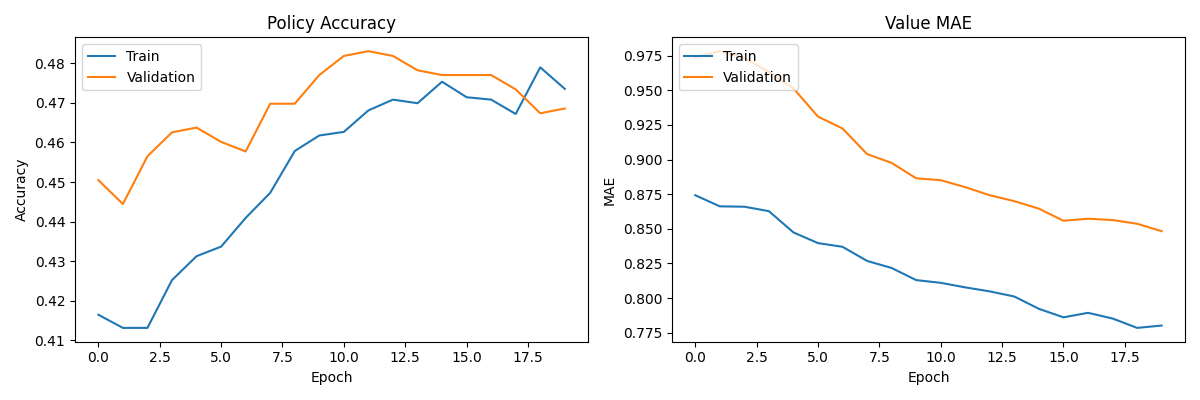 Policy Accuracy
Train
Validation
0.48
0.47
0.46
0.45
0.44
0.43
0.42
0.41
Accuracy
0.0 2.5 5.0 7.5 10.0 12.5 15.0 17.5
Epoch
Value MAE
Train
Validation
0.975
0.950
0.925
0.900
0.875
0.850
0.825
0.800
0.775
MAE
0.0 2.5 5.0 7.5 10.0 12.5 15.0 17.5
Epoch